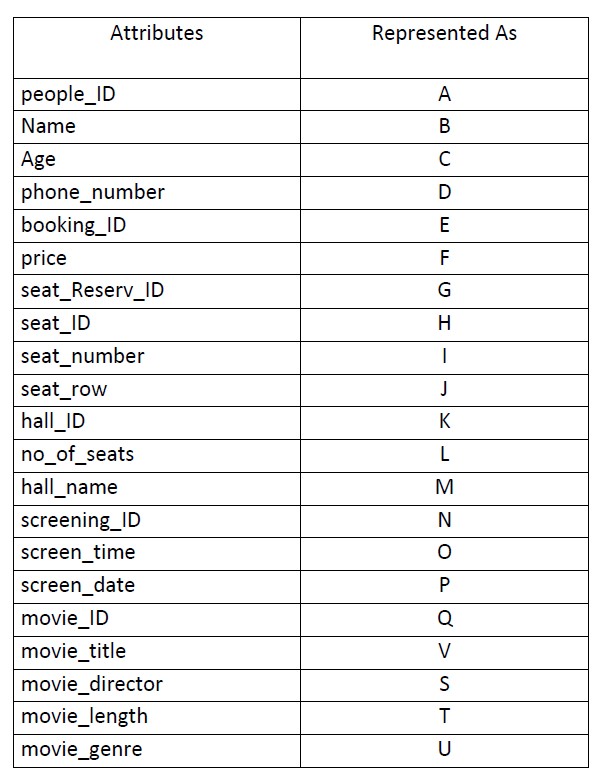 Attributes Represented As
people_ID A
Name B
Age C
phone_number D
booking_ID E
price F
seat_Reserv_ID G
seat_ID H
seat_number I
seat_row J
hall_ID K
no_of_seats L
hall_name M
screening_ID N
screen_time O
screen_date P
movie_ID Q
movie_title V
movie_director S
movie_length T
movie_genre U